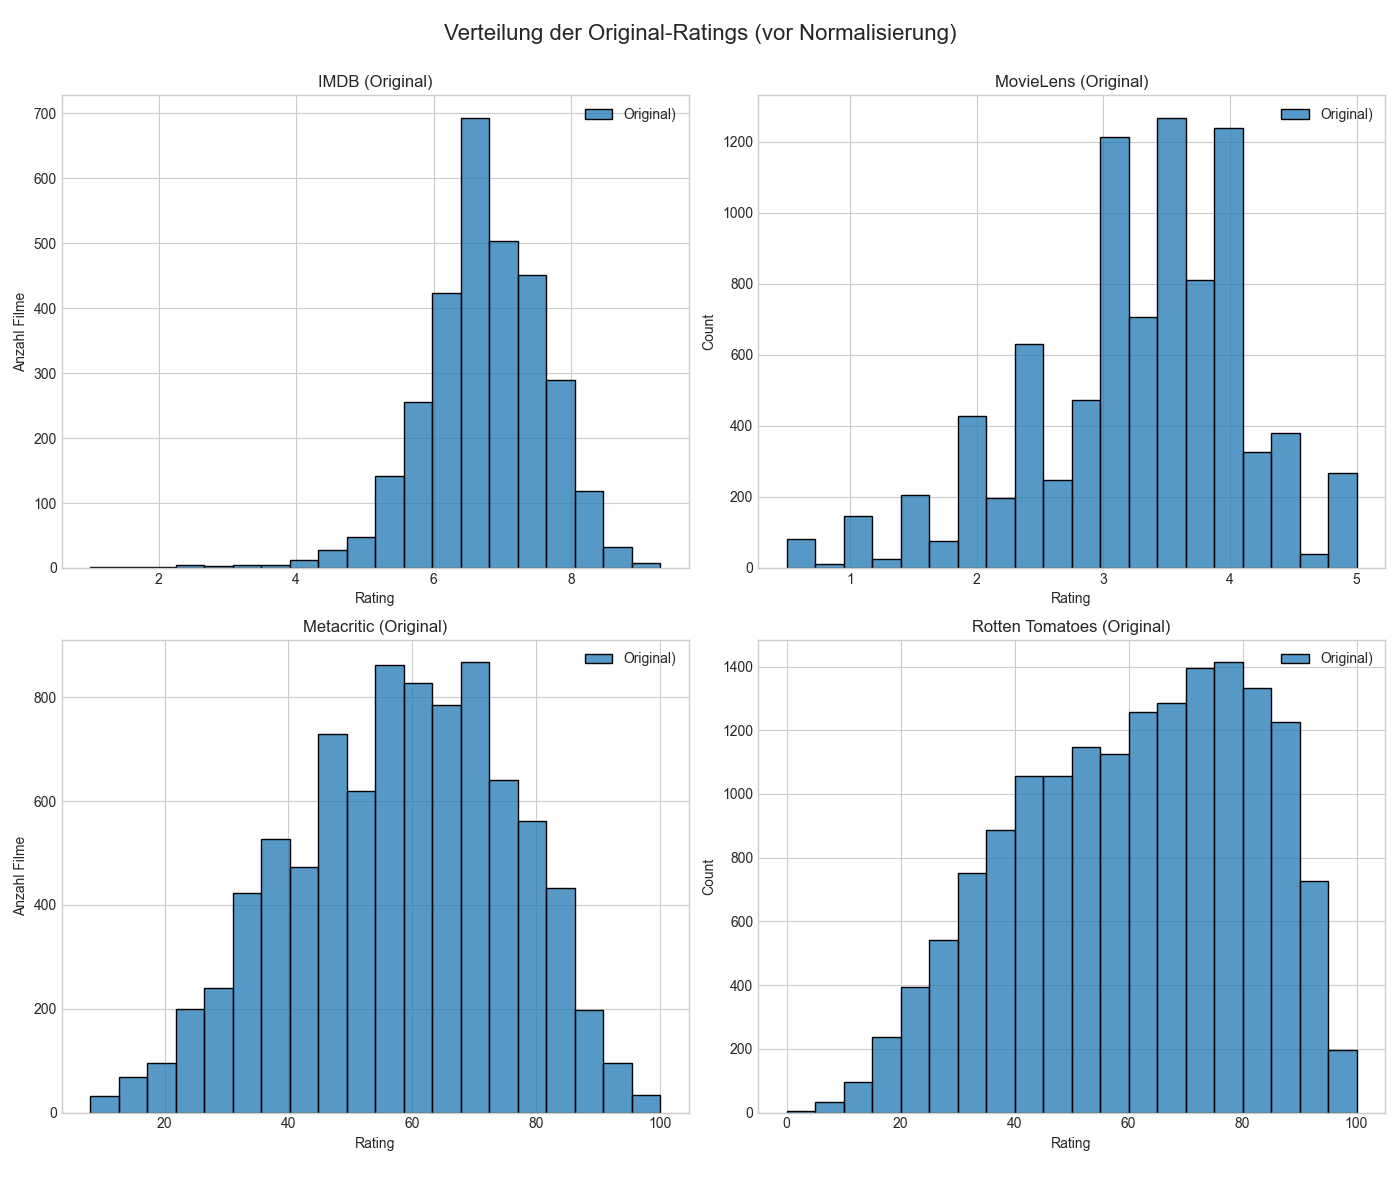 Verteilung der Original-Ratings (vor Normalisierung)
IMDB (Original)
Original)
700
600
500
400
300
200
100
0
Anzahl Filme
2 4 6 8
Rating
MovieLens (Original)
Original)
1200
1000
800
600
400
200
0
Count
1 2 3 4 5
Rating
Metacritic (Original)
Original)
800
600
400
200
0
Anzahl Filme
20 40 60 80 100
Rating
Rotten Tomatoes (Original)
Original)
1400
1200
1000
800
600
400
200
0
Count
0 20 40 60 80 100
Rating